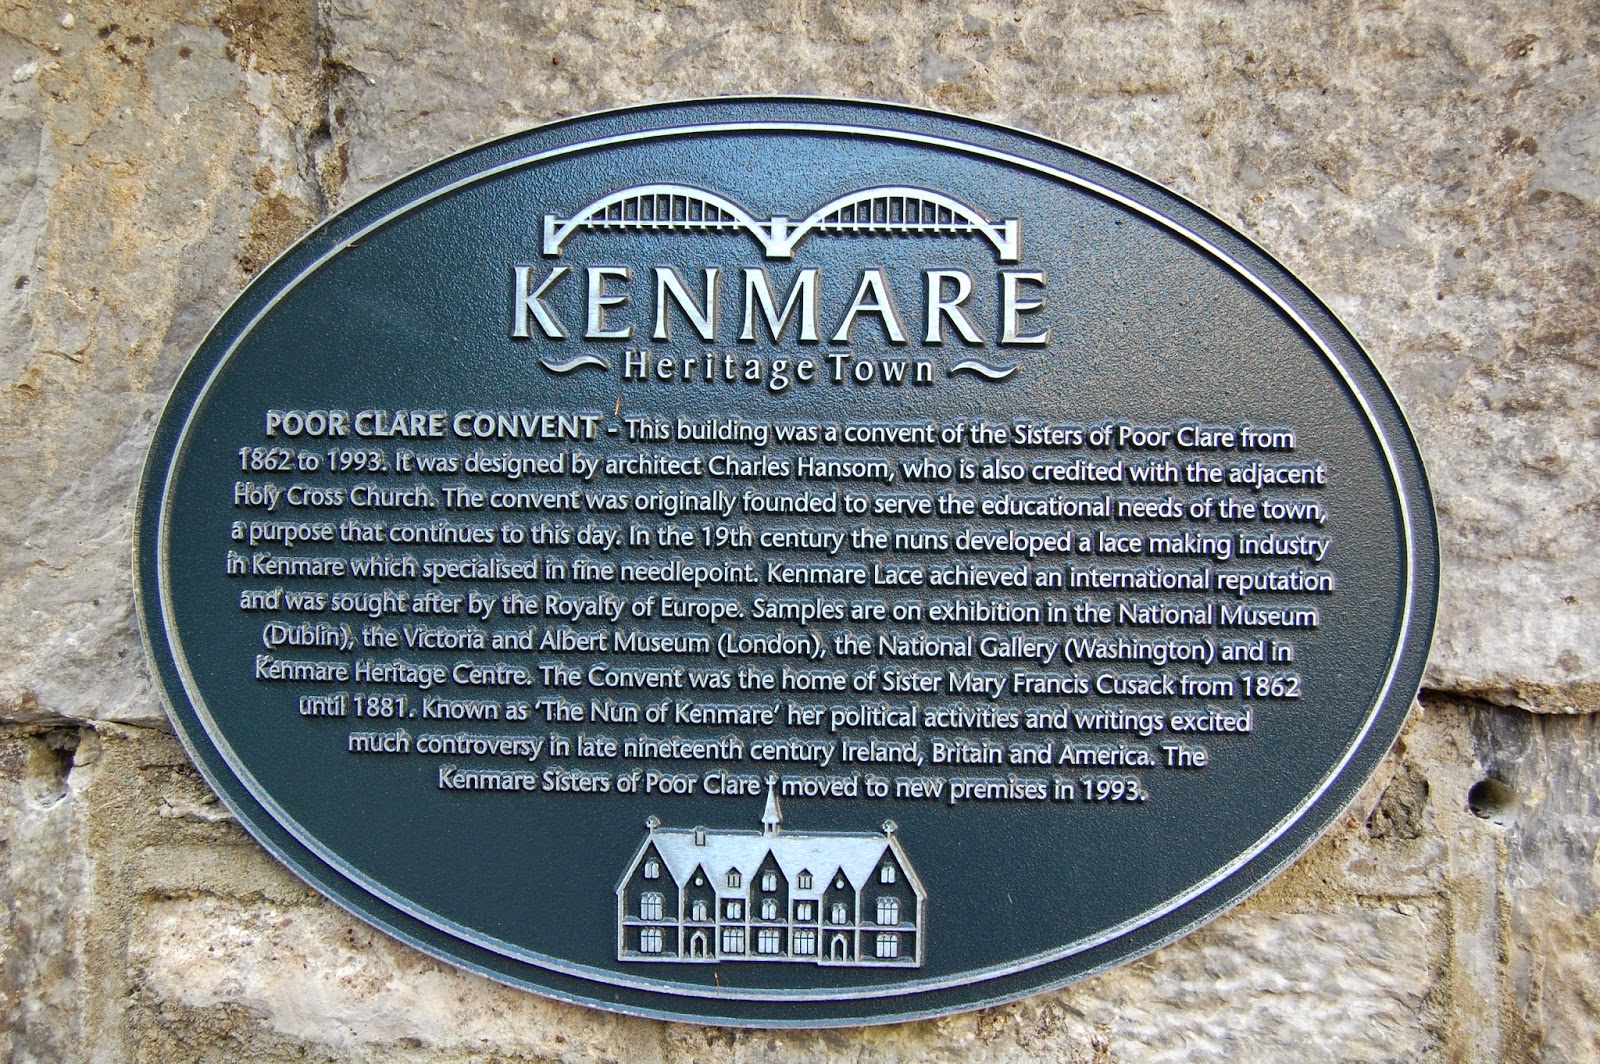 KENMARE
Heritage Town
POOR CLARE CONVENT - This building was a convent of the Sisters of Poor Clare from
1862 to 1993. It was designed by architect Charles Hansom, who is also credited with the adjacent
Holy Cross Church. The convent was originally founded to serve the educational needs of the town,
a purpose that continues to this day. In the 19th century the nuns developed a lace making industry
in Kenmare which specialised in fine needlepoint. Kenmare Lace achieved an international reputation
and was sought after by the Royalty of Europe. Samples are on exhibition in the National Museum
(Dublin), the Victoria and Albert Museum (London), the National Gallery (Washington) and in
Kenmare Heritage Centre. The Convent was the home of Sister Mary Francis Cusack from 1862
until 1881. Known as ‘The Nun of Kenmare’ her political activities and writings excited
much controversy in late nineteenth century Ireland, Britain and America. The
Kenmare Sisters of Poor Clare moved to new premises in 1993.